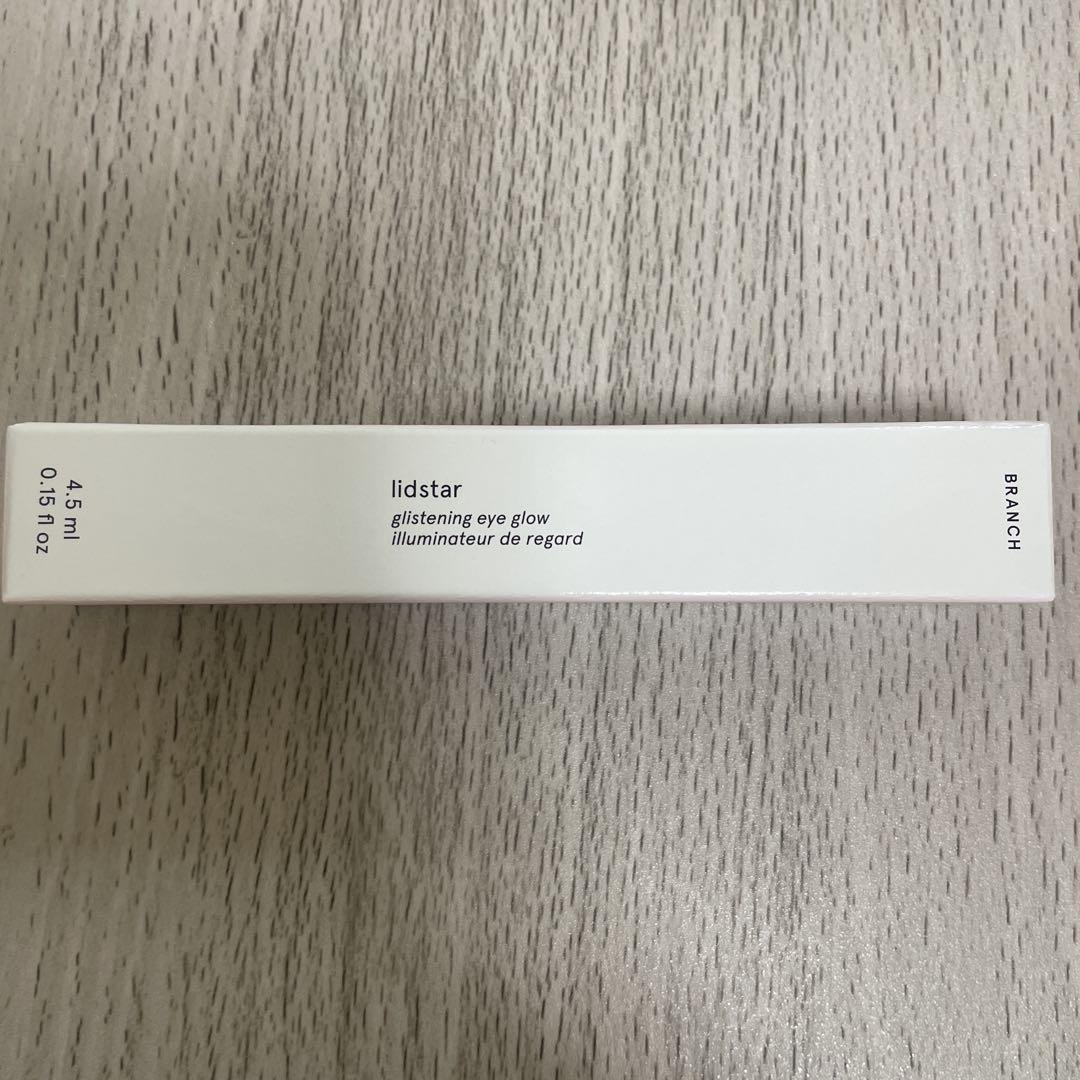 4.5 ml
0.15 fl oz
lidstar
glistening eye glow
illuminateur de regard
BRANCH